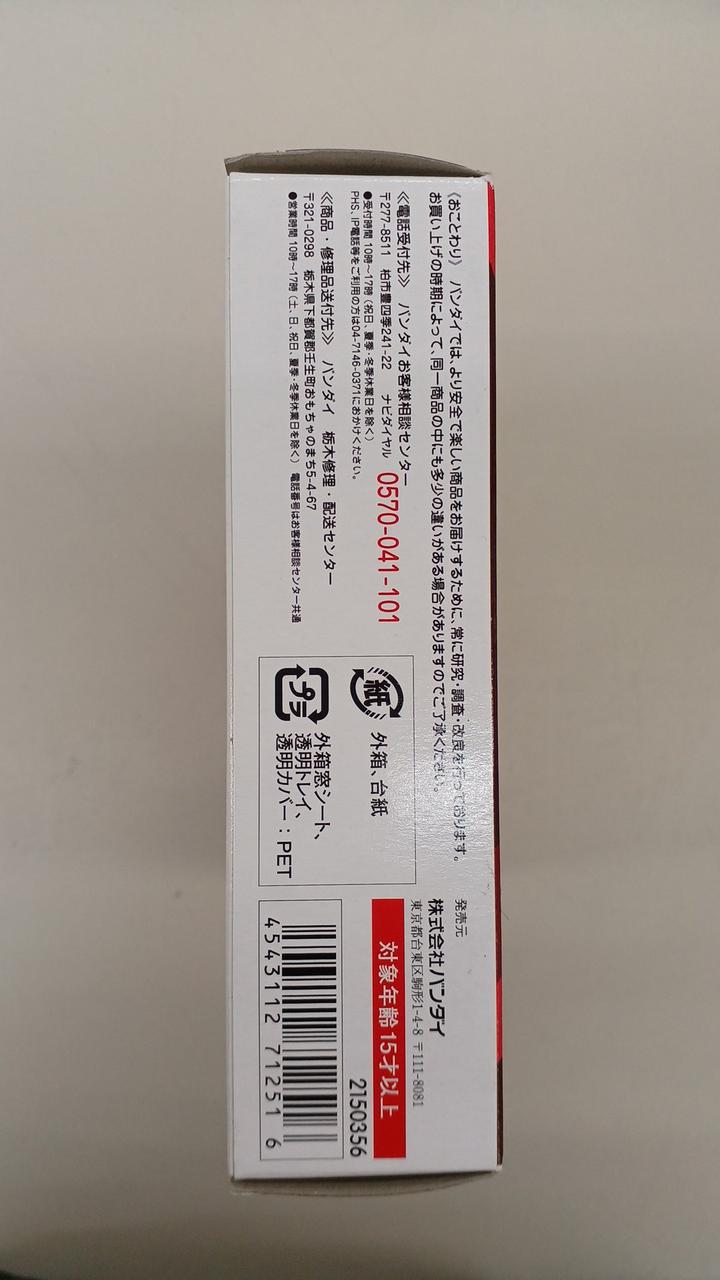 《おことわり》 バンダイでは、より安全で楽しい商品をお届けするために、常に研究・調査・改良を行っております。
お買い上げの時期によって、同一商品の中にも多少の違いがある場合がありますのでご了承ください。
≪電話受付先≫ バンダイお客様相談センター
〒277-8511 柏市豊四季241-22 ナビダイヤル 0570-041-101
●受付時間 10時～17時(祝日、夏季・冬季休業日を除く)
PHS、IP電話等をご利用の方は04-7146-0371におかけください。
≪商品・修理品送付先≫ バンダイ 栃木修理・配送センター
〒321-0298 栃木県下都賀郡壬生町おもちゃのまち5-4-67
●営業時間 10時～17時(土、日、祝日、夏季・冬季休業日を除く) 電話番号はお客様相談センター共通
紙 外箱、台紙
プラ 外箱窓シート、
透明トレイ、
透明カバー：PET
発売元
株式会社バンダイ
東京都台東区駒形1-4-8 〒111-8081
対象年齢15才以上
2150356
4543112 712516